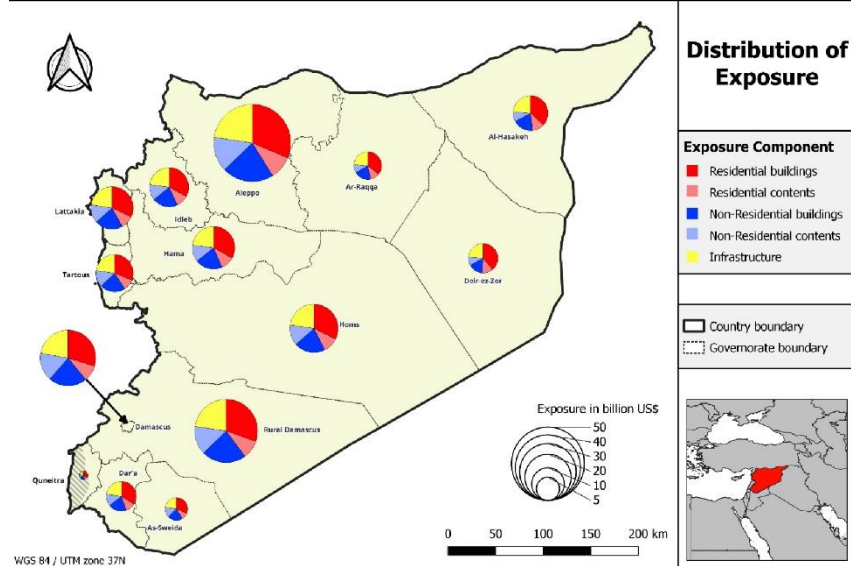 Distribution of
Exposure
Exposure Component
Residential buildings
Residential contents
Non-Residential buildings
Non-Residential contents
Infrastructure
Country boundary
Governorate boundary
Al-Hasakeh
Aleppo
Ar-Raqqa
Idleb
Lattakia
Hama
Tartous
Deir-ez-Zor
Homs
Damascus
Rural Damascus
Quneitra
Dar'a
As-Sweida
Exposure in billion US$
50
40
30
20
10
5
0 50 100 150 200 km
WGS 84 / UTM zone 37N